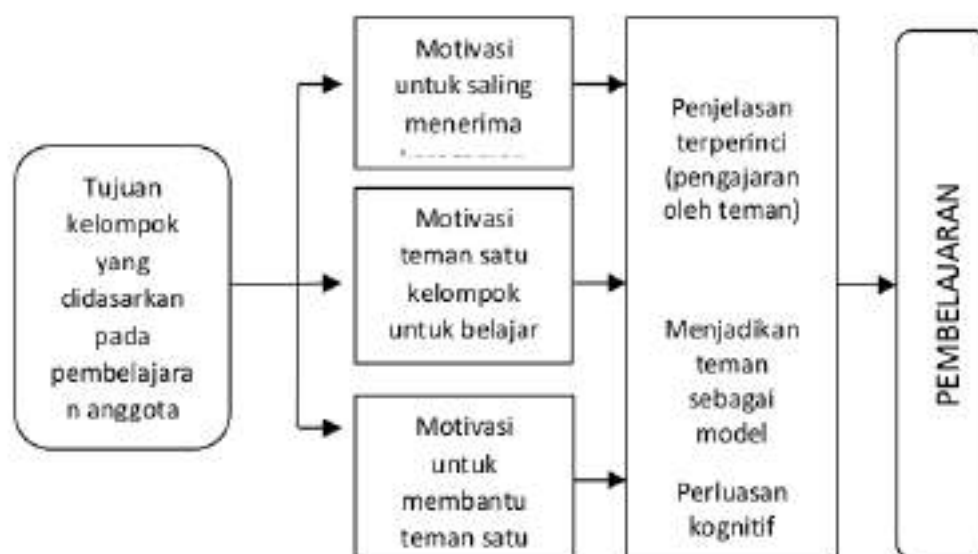 Tujuan
kelompok
yang
didasarkan
pada
pembelajara
n anggota
Motivasi
untuk saling
menerima
Motivasi
teman satu
kelompok
untuk belajar
Motivasi
untuk
membantu
teman satu
Penjelasan
terperinci
(pengajaran
oleh teman)
Menjadikan
teman
sebagai
model
Perluasan
kognitif
PEMBELAJARAN